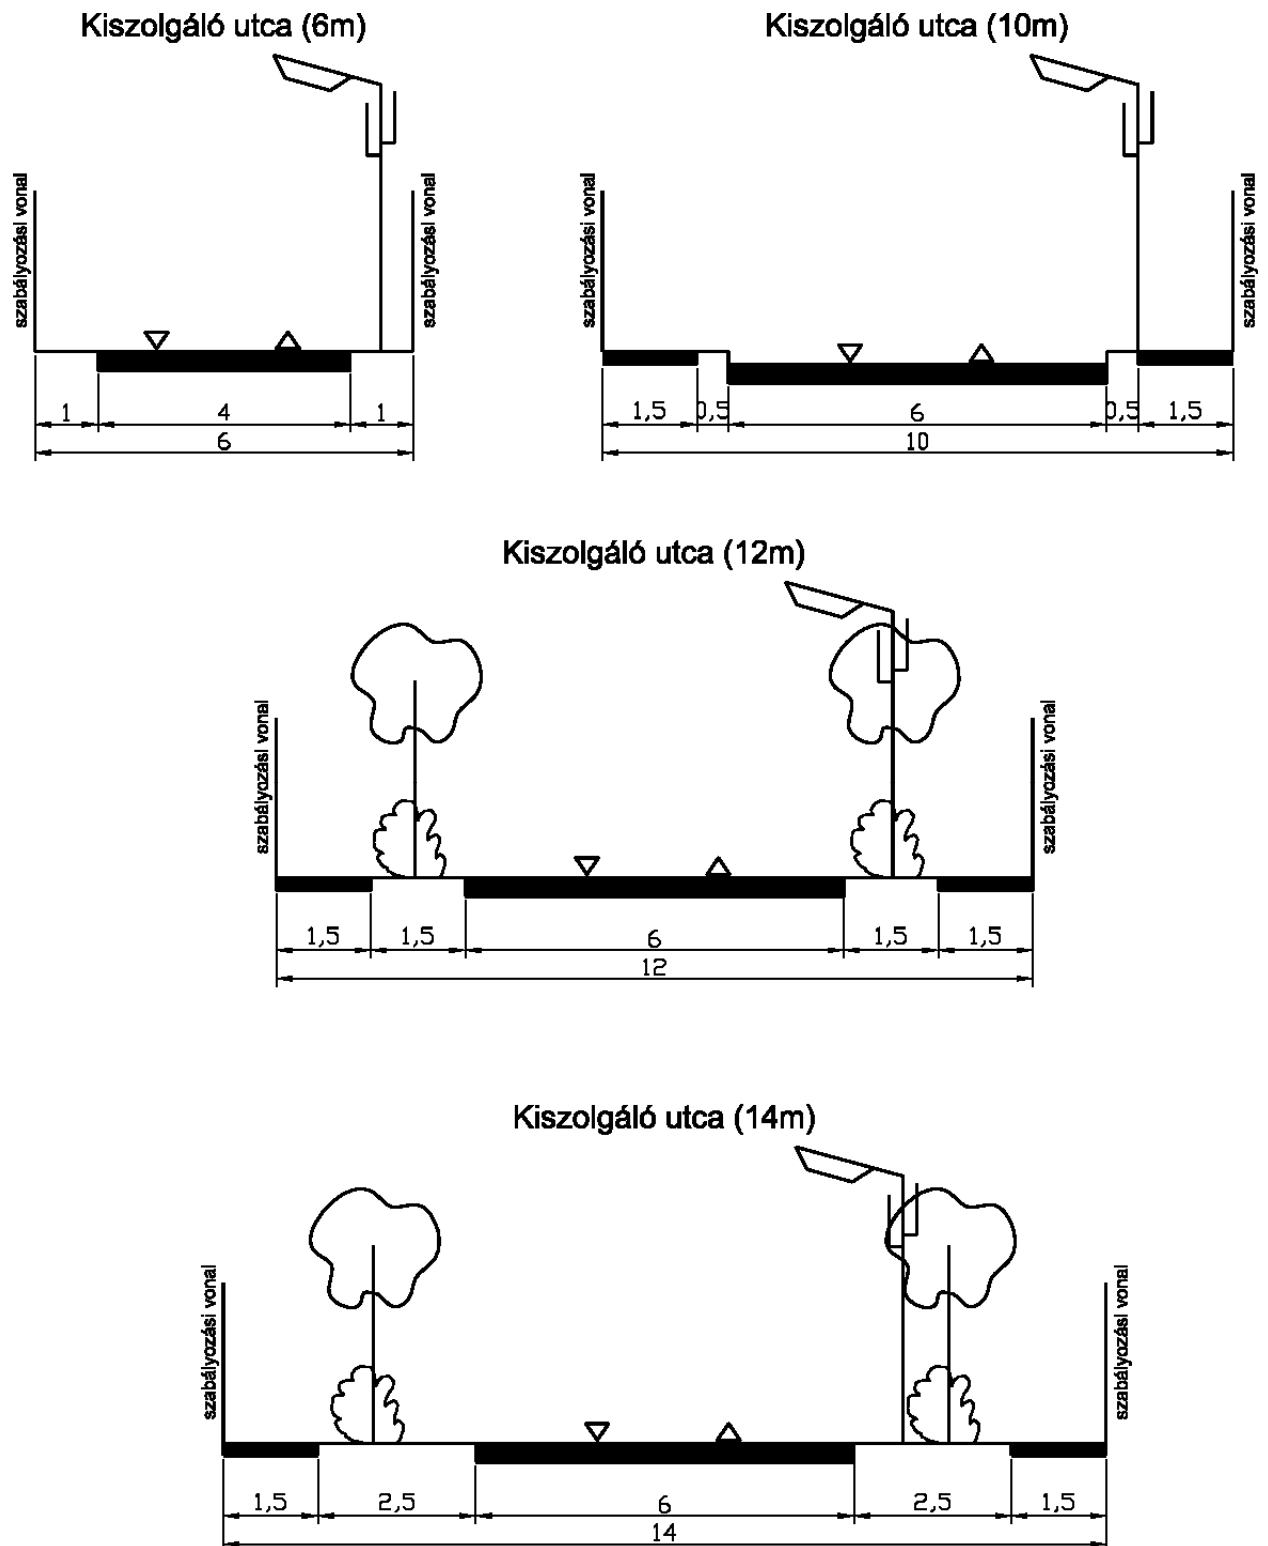 Kiszolgáló utca (6m)
szabályozási vonal
szabályozási vonal
1
4
1
6
Kiszolgáló utca (10m)
szabályozási vonal
szabályozási vonal
1,5
0,5
6
0,5
1,5
10
Kiszolgáló utca (12m)
szabályozási vonal
szabályozási vonal
1,5
1,5
6
1,5
1,5
12
Kiszolgáló utca (14m)
szabályozási vonal
szabályozási vonal
1,5
2,5
6
2,5
1,5
14